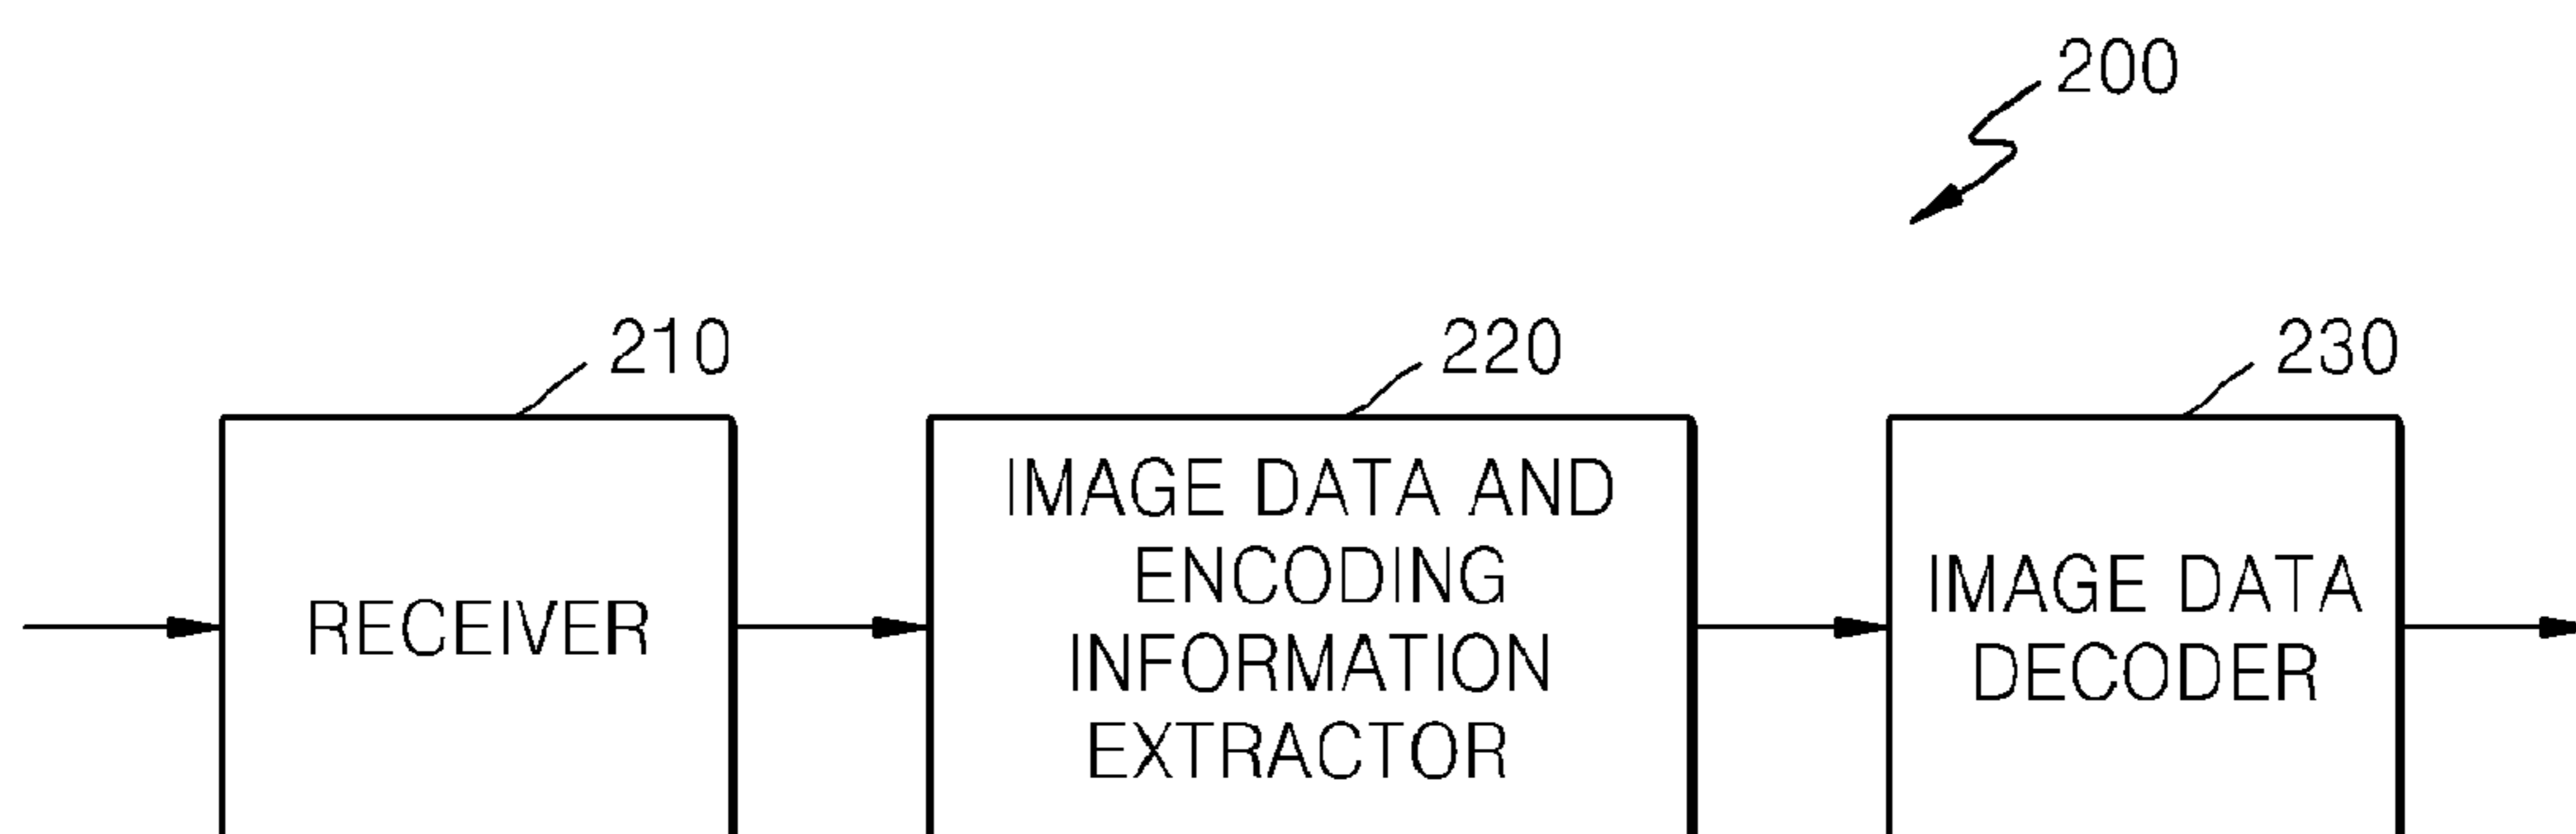 200
210
220
230
RECEIVER
IMAGE DATA AND
ENCODING
INFORMATION
EXTRACTOR
IMAGE DATA
DECODER